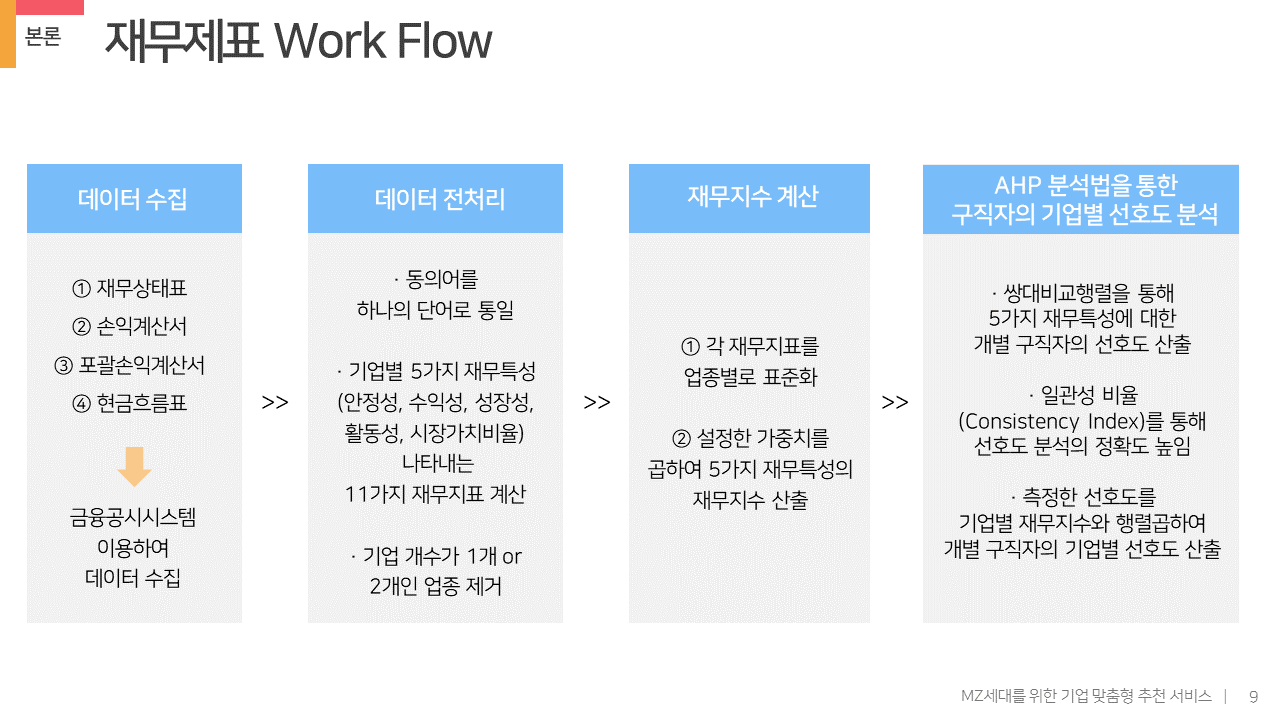 본론
재무제표 Work Flow
데이터 수집
① 재무상태표
② 손익계산서
③ 포괄손익계산서
④ 현금흐름표
금융공시시스템
이용하여
데이터 수집
>>
데이터 전처리
· 동의어를
하나의 단어로 통일
· 기업별 5가지 재무특성
(안정성, 수익성, 성장성,
활동성, 시장가치비율)
나타내는
11가지 재무지표 계산
· 기업 개수가 1개 or
2개인 업종 제거
>>
재무지수 계산
① 각 재무지표를
업종별로 표준화
② 설정한 가중치를
곱하여 5가지 재무특성의
재무지수 산출
>>
AHP 분석법을 통한
구직자의 기업별 선호도 분석
· 쌍대비교행렬을 통해
5가지 재무특성에 대한
개별 구직자의 선호도 산출
· 일관성 비율
(Consistency Index)를 통해
선호도 분석의 정확도 높임
· 측정한 선호도를
기업별 재무지수와 행렬곱하여
개별 구직자의 기업별 선호도 산출
MZ세대를 위한 기업 맞춤형 추천 서비스 | 9